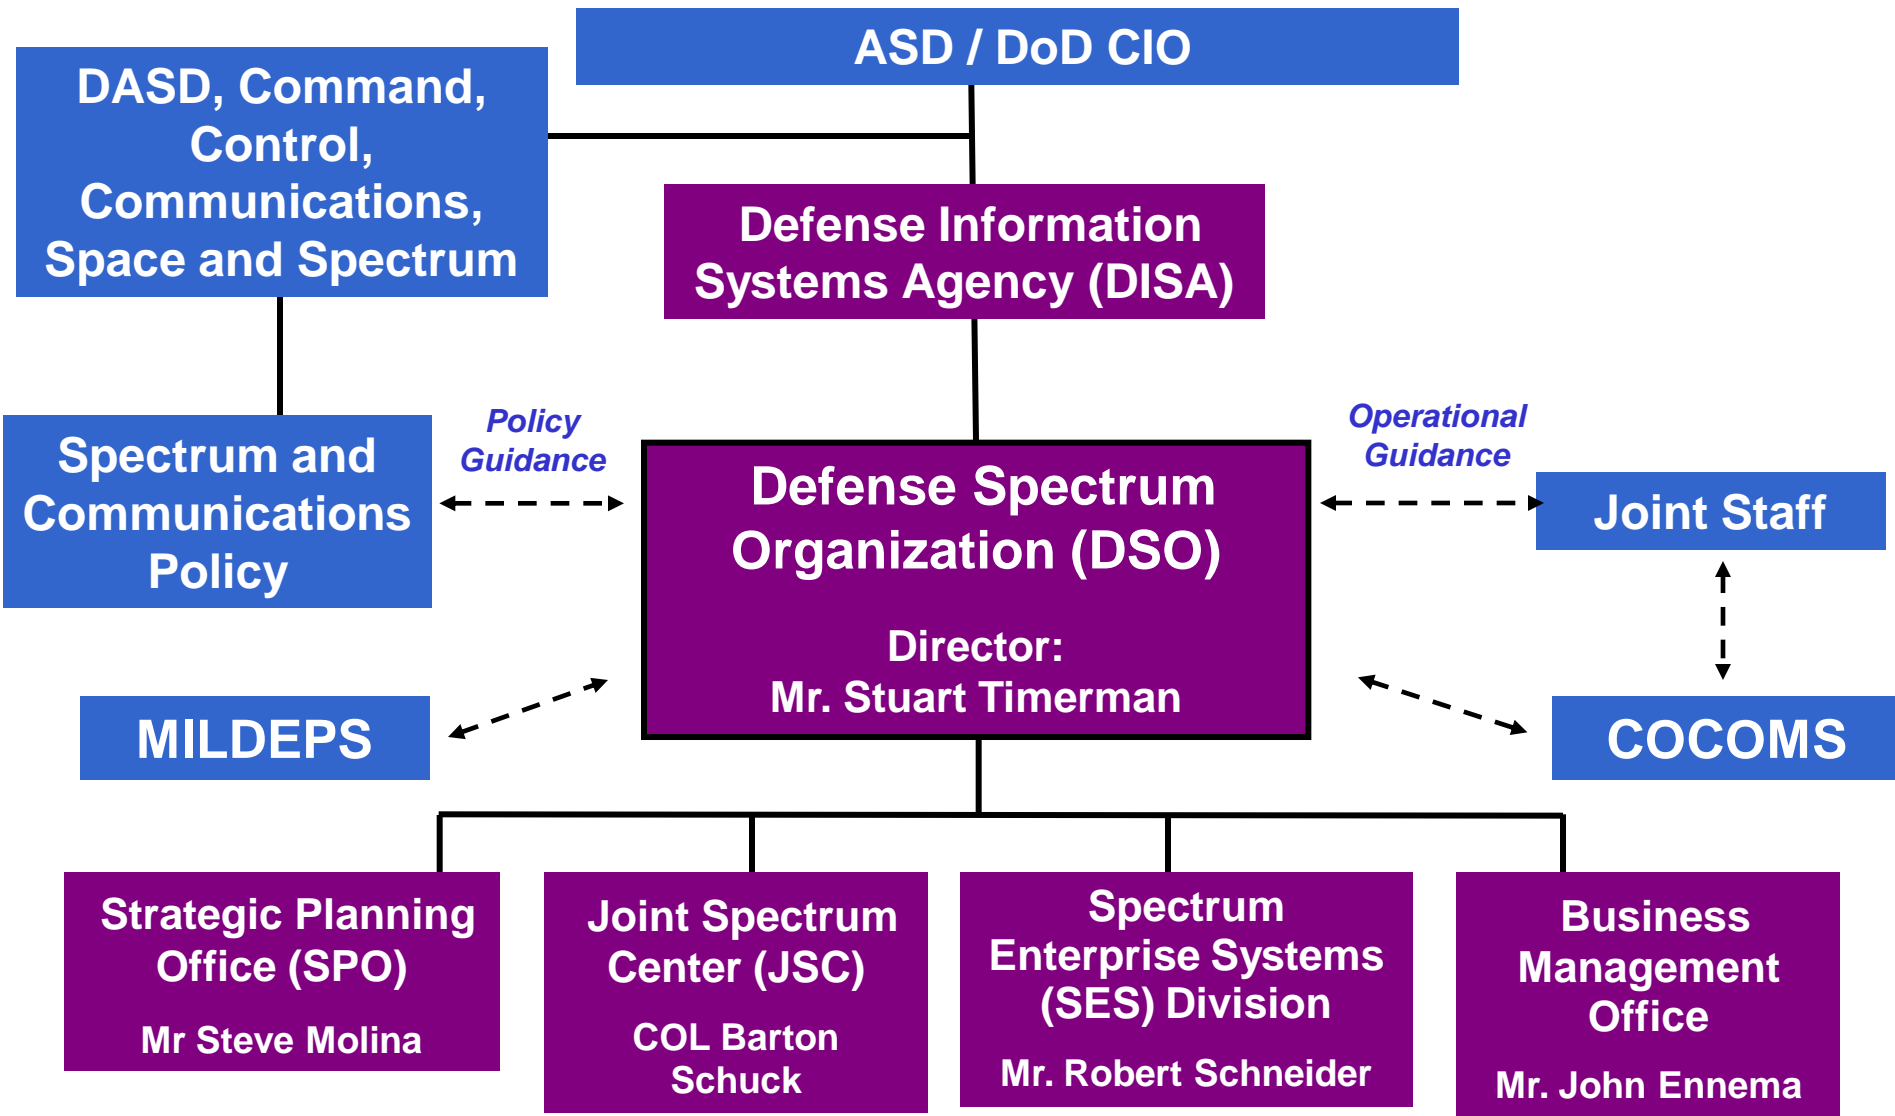 ASD / DoD CIO
DASD, Command,
Control,
Communications,
Space and Spectrum
Defense Information
Systems Agency (DISA)
Spectrum and
Communications
Policy
Policy
Guidance
Defense Spectrum
Organization (DSO)
Director:
Mr. Stuart Timerman
Operational
Guidance
Joint Staff
MILDEPS
COCOMS
Strategic Planning
Office (SPO)
Mr Steve Molina
Joint Spectrum
Center (JSC)
COL Barton
Schuck
Spectrum
Enterprise Systems
(SES) Division
Mr. Robert Schneider
Business
Management
Office
Mr. John Ennema